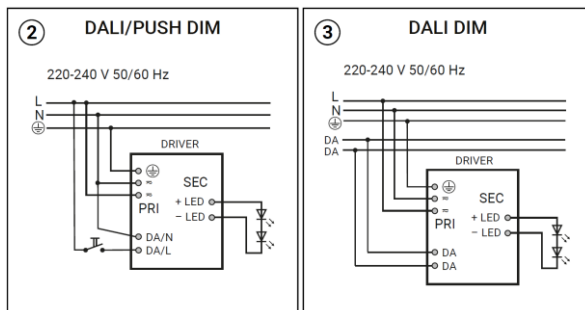 2 DALI/PUSH DIM
220-240 V 50/60 Hz
L
N
DRIVER
SEC
+ LED
PRI
− LED
DA/N
DA/L
3 DALI DIM
220-240 V 50/60 Hz
L
N
DA
DA
DRIVER
SEC
+ LED
PRI
− LED
DA
DA